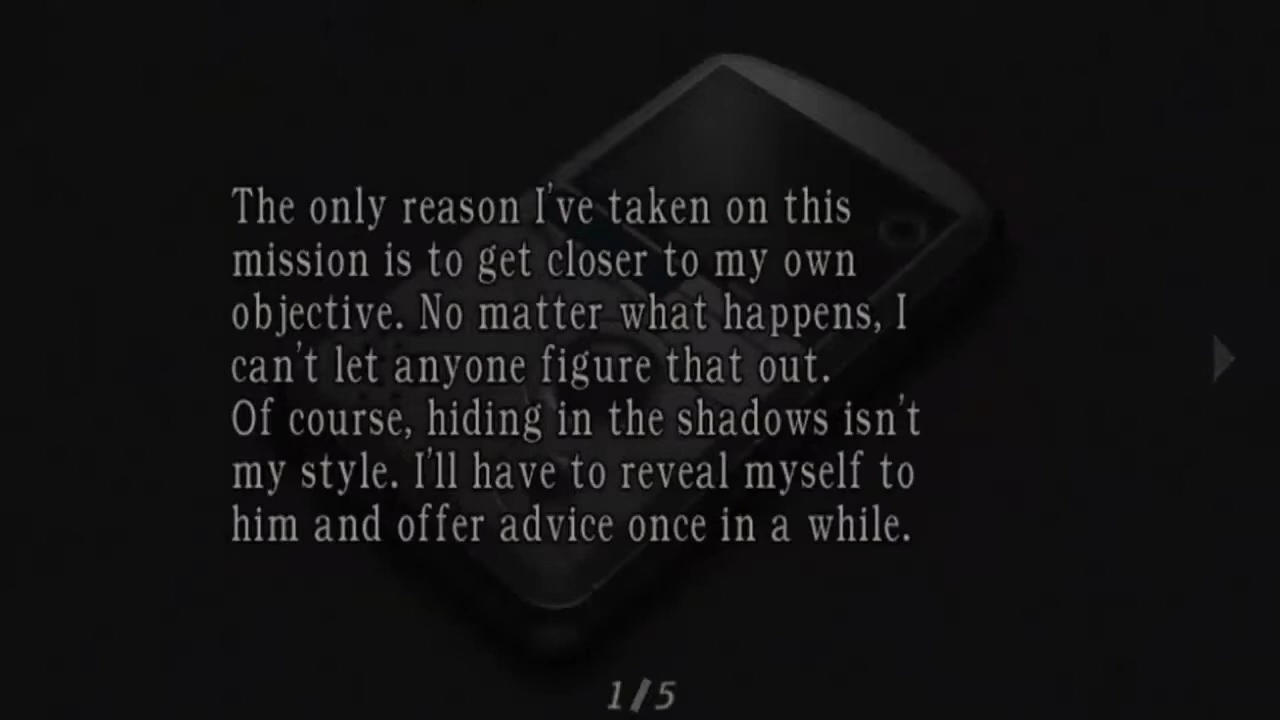 The only reason I've taken on this
mission is to get closer to my own
objective. No matter what happens, I
can't let anyone figure that out.
Of course, hiding in the shadows isn't
my style. I'll have to reveal myself to
him and offer advice once in a while.
1/5